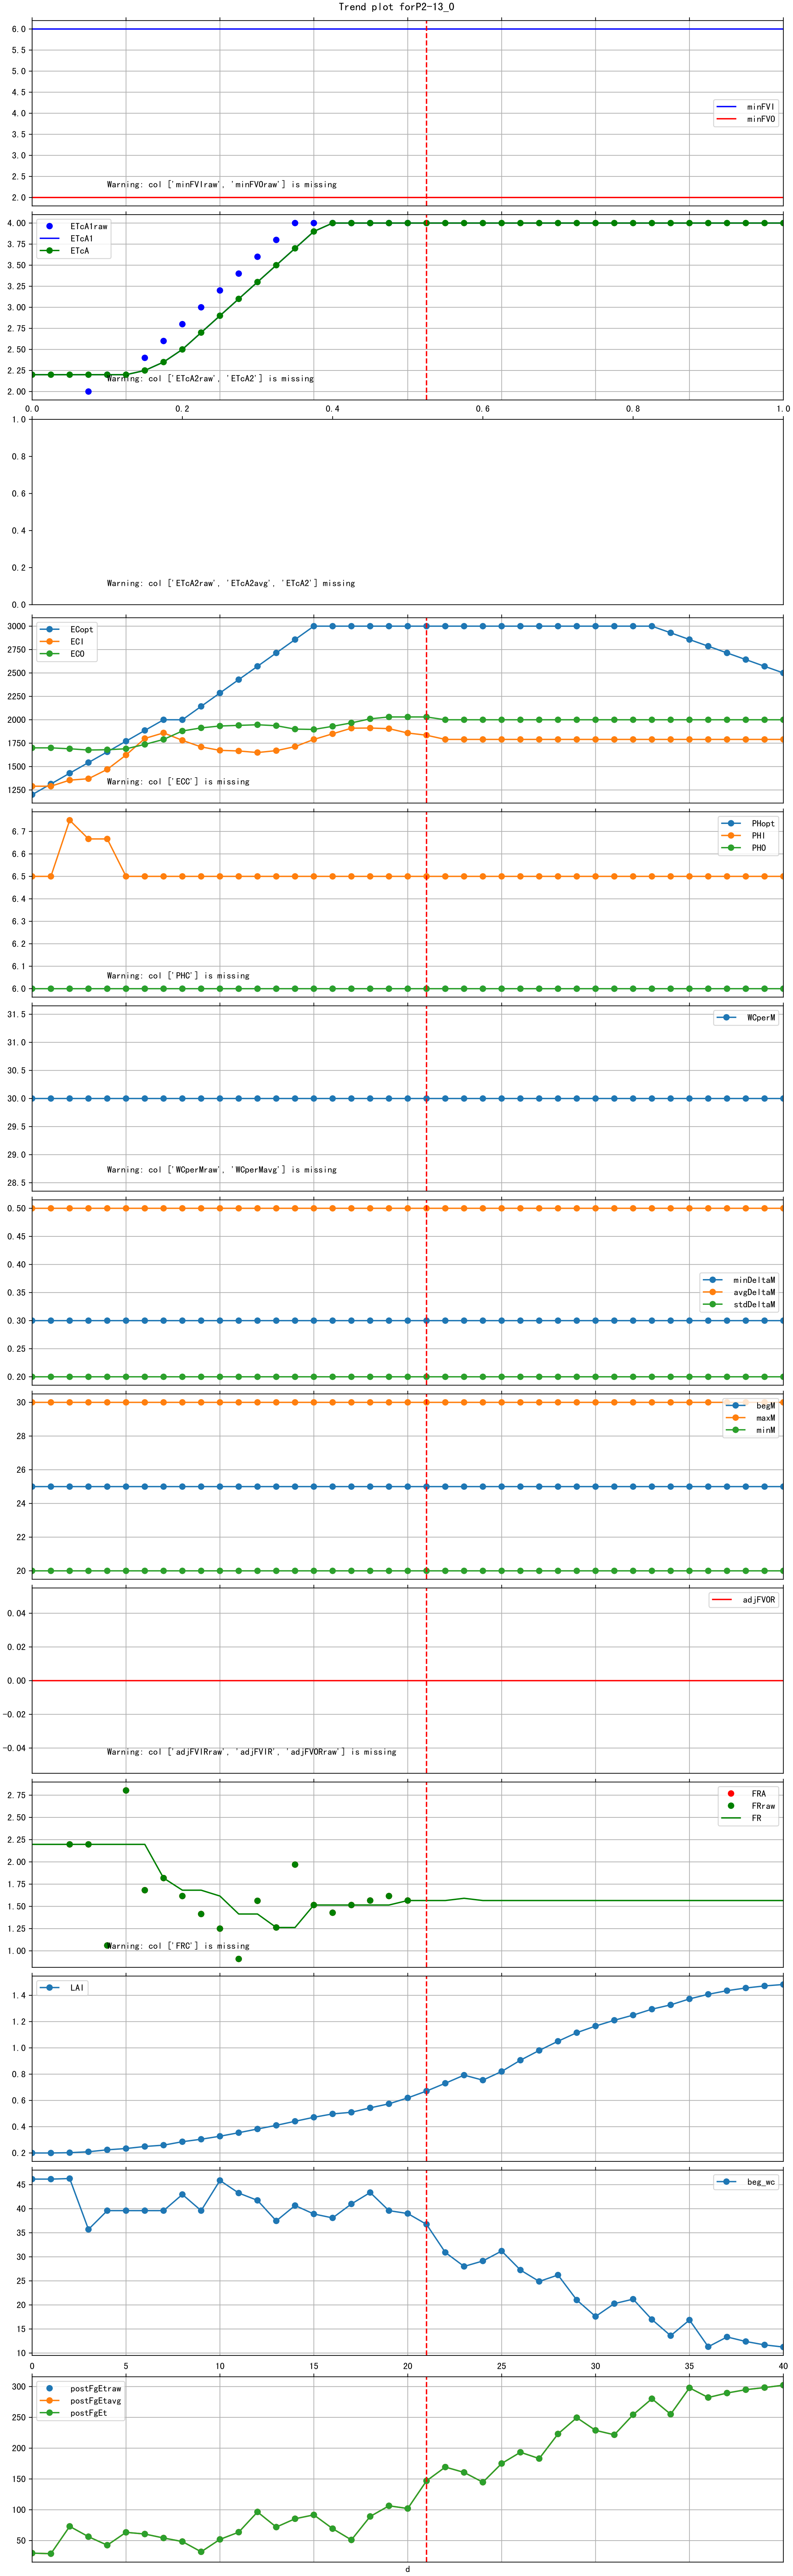 Trend plot forP2-13_0
6.0
5.5
5.0
4.5
4.0
3.5
3.0
2.5
2.0
minFVI
minFVO
Warning: col ['minFVIraw', 'minFVOraw'] is missing
4.00
3.75
3.50
3.25
3.00
2.75
2.50
2.25
2.00
ETcA1raw
ETcA1
ETcA
Warning: col ['ETcA2raw', 'ETcA2'] is missing
0.0 0.2 0.4 0.6 0.8 1.0
1.0
0.8
0.6
0.4
0.2
0.0
Warning: col ['ETcA2raw', 'ETcA2avg', 'ETcA2'] missing
3000
2750
2500
2250
2000
1750
1500
1250
ECopt
ECI
ECO
Warning: col ['ECC'] is missing
6.7
6.6
6.5
6.4
6.3
6.2
6.1
6.0
PHopt
PHI
PHO
Warning: col ['PHC'] is missing
31.5
31.0
30.5
30.0
29.5
29.0
28.5
WCperM
Warning: col ['WCperMraw', 'WCperMavg'] is missing
0.50
0.45
0.40
0.35
0.30
0.25
0.20
minDeltaM
avgDeltaM
stdDeltaM
30
28
26
24
22
20
begM
maxM
minM
0.04
0.02
0.00
−0.02
−0.04
adjFVOR
Warning: col ['adjFVIRraw', 'adjFVIR', 'adjFVORraw'] is missing
2.75
2.50
2.25
2.00
1.75
1.50
1.25
1.00
FRA
FRraw
FR
Warning: col ['FRC'] is missing
1.4
1.2
1.0
0.8
0.6
0.4
0.2
LAI
45
40
35
30
25
20
15
10
beg_wc
0 5 10 15 20 25 30 35 40
300
250
200
150
100
50
postFgEtraw
postFgEtavg
postFgEt
d